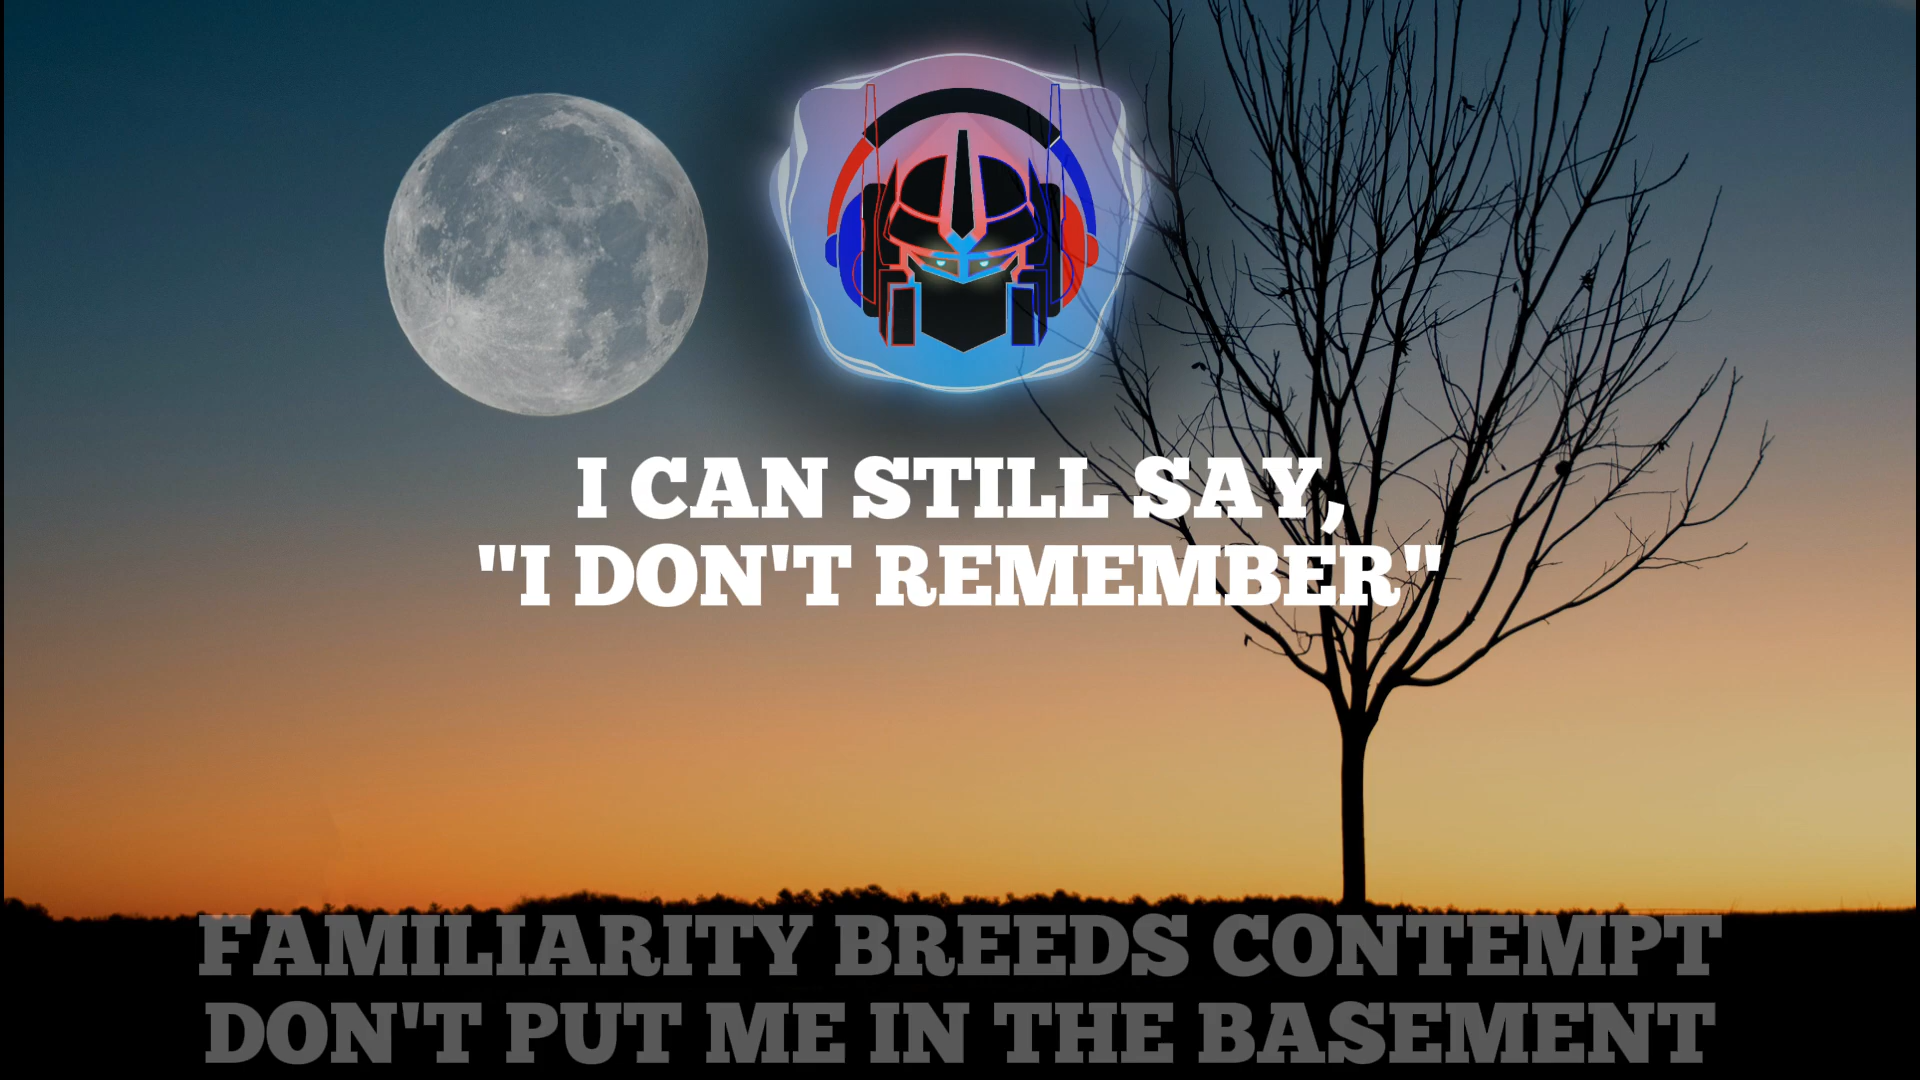 I CAN STILL SAY,
"I DON'T REMEMBER"
FAMILIARITY BREEDS CONTEMPT
DON'T PUT ME IN THE BASEMENT